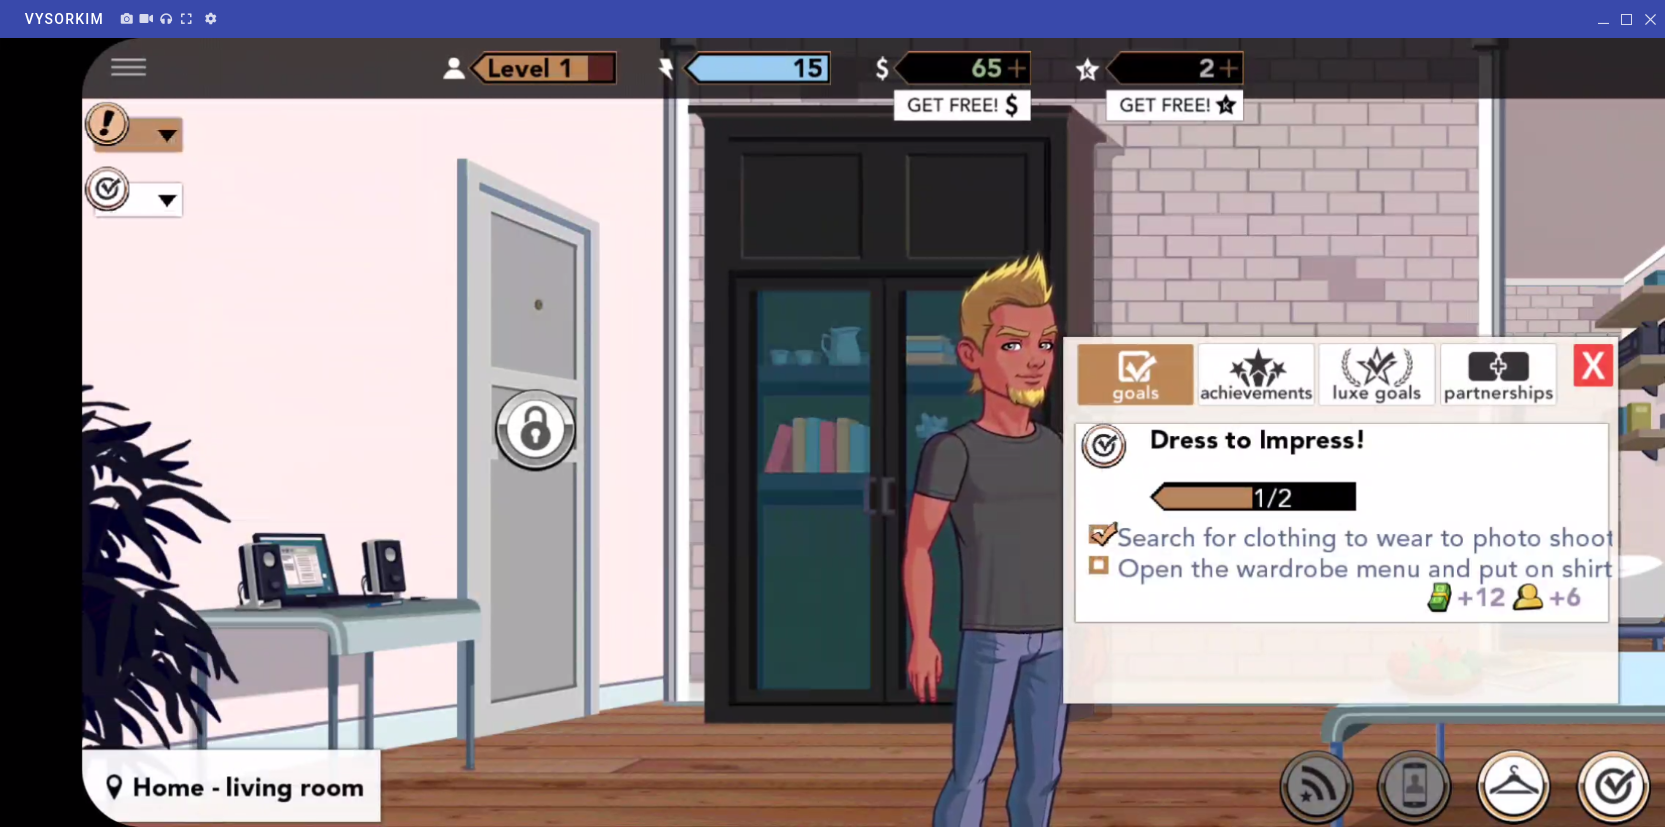 VYSORKIM
Level 1
15
$ 65 +
2 +
GET FREE! $
GET FREE! K
goals
achievements
luxe goals
partnerships
X
Dress to Impress!
1/2
Search for clothing to wear to photo shoot
Open the wardrobe menu and put on shirt
+12 +6
Home - living room